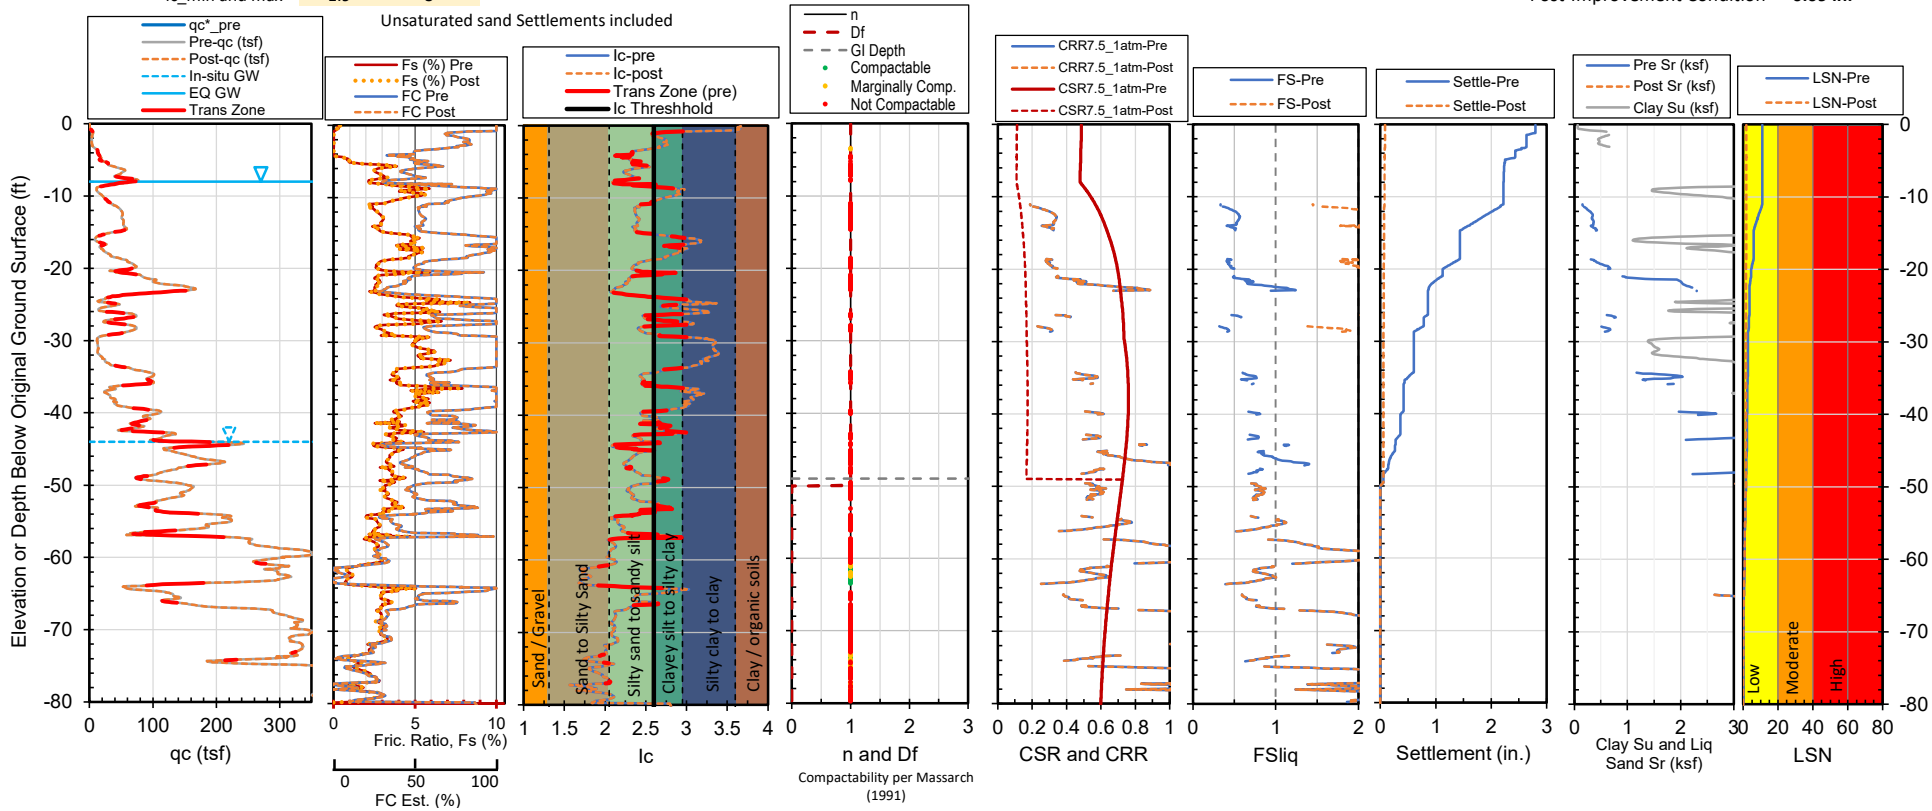 Unsaturated sand Settlements included
qc*_pre
Pre-qc (tsf)
Post-qc (tsf)
In-situ GW
EQ GW
Trans Zone
Fs (%) Pre
Fs (%) Post
FC Pre
FC Post
Ic-pre
Ic-post
Trans Zone (pre)
Ic Threshhold
n
Df
GI Depth
Compactable
Marginally Comp.
Not Compactable
CRR7.5_1atm-Pre
CRR7.5_1atm-Post
CSR7.5_1atm-Pre
CSR7.5_1atm-Post
FS-Pre
FS-Post
Settle-Pre
Settle-Post
Pre Sr (ksf)
Post Sr (ksf)
Clay Su (ksf)
LSN-Pre
LSN-Post
Elevation or Depth Below Original Ground Surface (ft)
0
-10
-20
-30
-40
-50
-60
-70
-80
0 100 200 300
qc (tsf)
0 5 10
Fric. Ratio, Fs (%)
0 50 100
FC Est. (%)
Sand / Gravel
Sand to Silty Sand
Silty sand to sandy silt
Clayey silt to silty clay
Silty clay to clay
Clay / organic soils
1 1.5 2 2.5 3 3.5 4
Ic
0 1 2 3
n and Df
Compactability per Massarch
(1991)
0 0.2 0.4 0.6 0.8 1
CSR and CRR
0 1 2
FSliq
0 1 2 3
Settlement (in.)
0 1 2 3
Clay Su and Liq
Sand Sr (ksf)
Low
Moderate
High
0 20 40 60 80
LSN
0
-10
-20
-30
-40
-50
-60
-70
-80